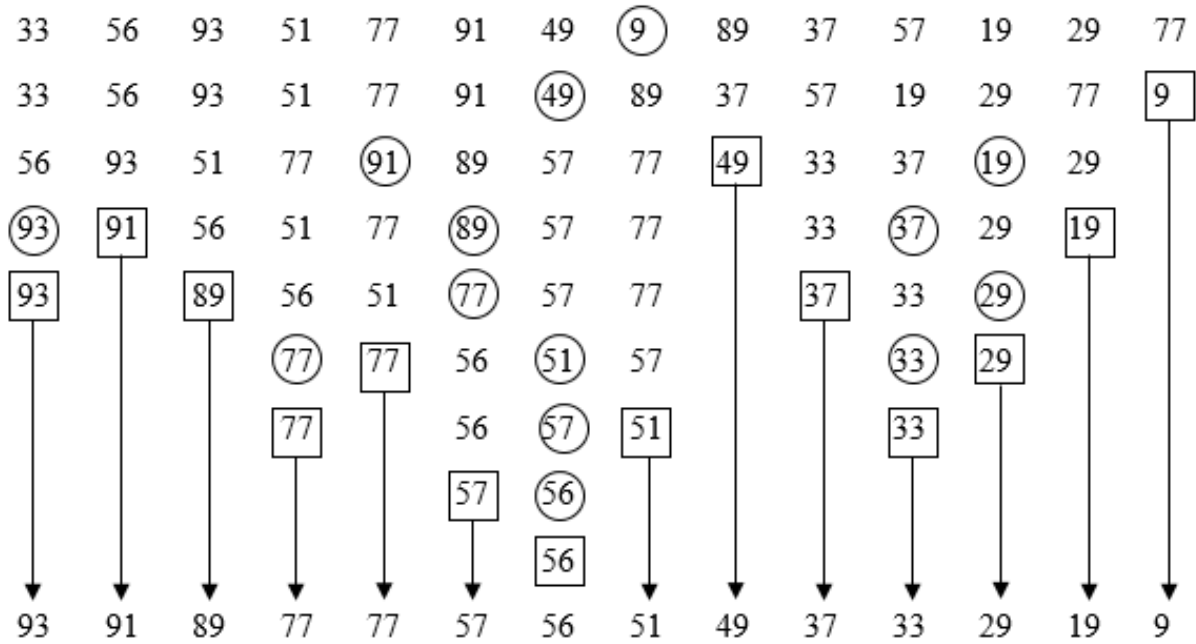 33 56 93 51 77 91 49 9 89 37 57 19 29 77
33 56 93 51 77 91 49 89 37 57 19 29 77 9
56 93 51 77 91 89 57 77 49 33 37 19 29
93 91 56 51 77 89 57 77 33 37 29 19
93 89 56 51 77 57 77 37 33 29
77 77 56 51 57 33 29
77 56 57 51 33
57 56
56
93 91 89 77 77 57 56 51 49 37 33 29 19 9